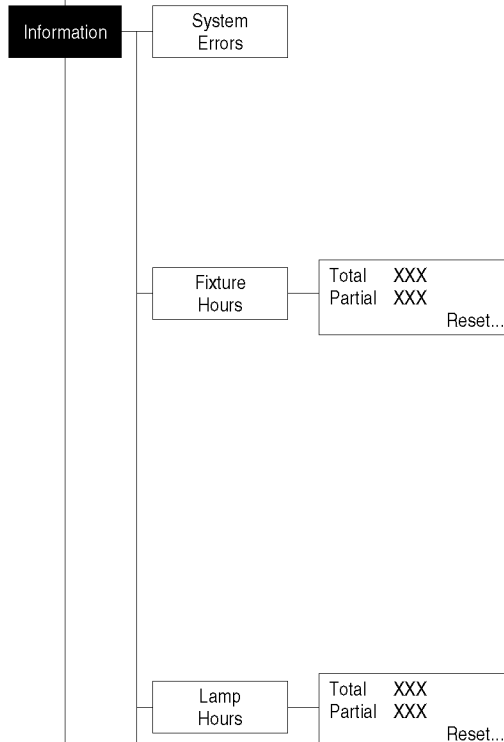 Information
System
Errors
Fixture
Hours
Total XXX
Partial XXX
Reset...
Lamp
Hours
Total XXX
Partial XXX
Reset...